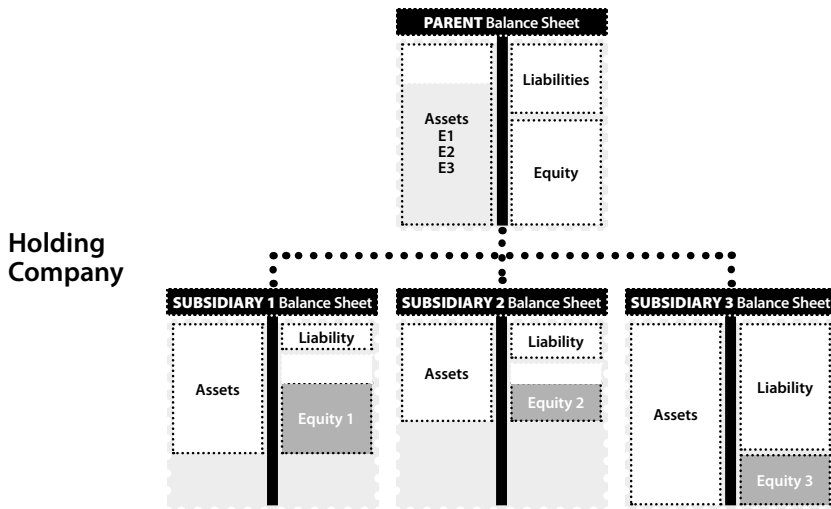 PARENT Balance Sheet
Assets
E1
E2
E3
Liabilities
Equity
Holding
Company
SUBSIDIARY 1 Balance Sheet
Assets
Liability
Equity 1
SUBSIDIARY 2 Balance Sheet
Assets
Liability
Equity 2
SUBSIDIARY 3 Balance Sheet
Assets
Liability
Equity 3